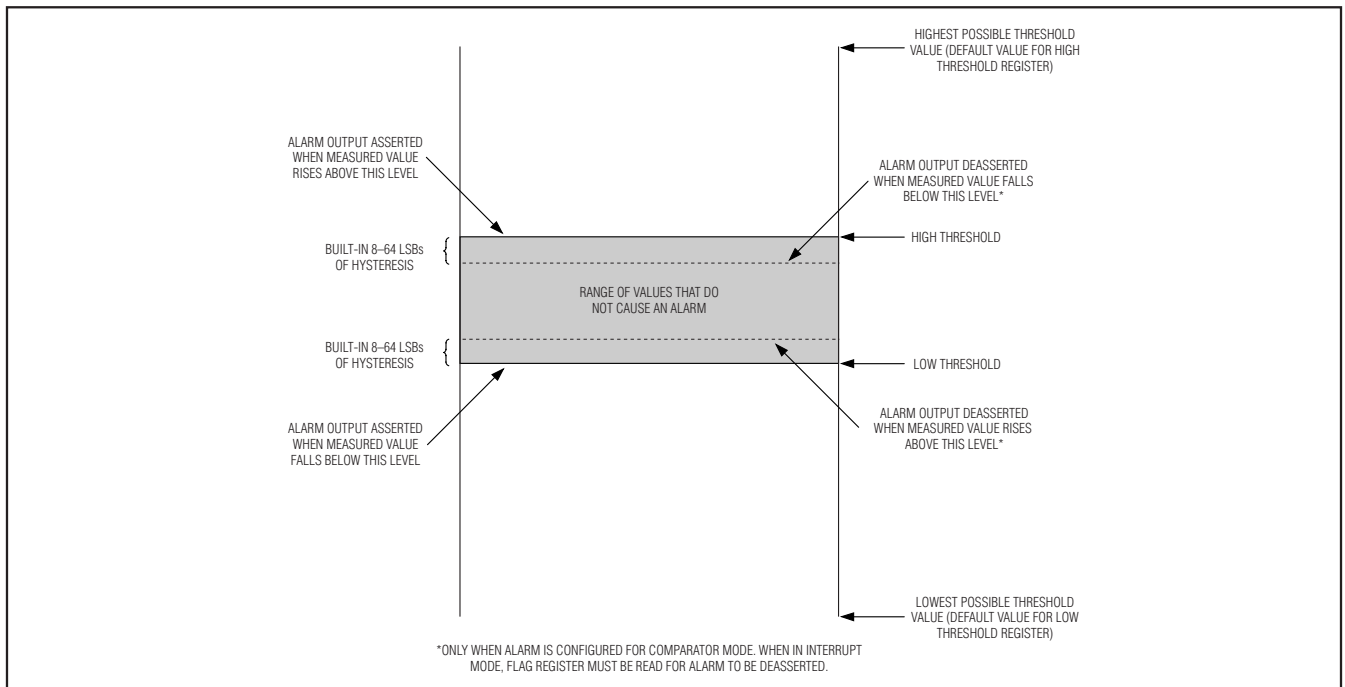 HIGHEST POSSIBLE THRESHOLD
VALUE (DEFAULT VALUE FOR HIGH
THRESHOLD REGISTER)
ALARM OUTPUT ASSERTED
WHEN MEASURED VALUE
RISES ABOVE THIS LEVEL
ALARM OUTPUT DEASSERTED
WHEN MEASURED VALUE FALLS
BELOW THIS LEVEL*
HIGH THRESHOLD
BUILT-IN 8–64 LSBs
OF HYSTERESIS
RANGE OF VALUES THAT DO
NOT CAUSE AN ALARM
BUILT-IN 8–64 LSBs
OF HYSTERESIS
LOW THRESHOLD
ALARM OUTPUT ASSERTED
WHEN MEASURED VALUE
FALLS BELOW THIS LEVEL
ALARM OUTPUT DEASSERTED
WHEN MEASURED VALUE RISES
ABOVE THIS LEVEL*
LOWEST POSSIBLE THRESHOLD
VALUE (DEFAULT VALUE FOR LOW
THRESHOLD REGISTER)
*ONLY WHEN ALARM IS CONFIGURED FOR COMPARATOR MODE. WHEN IN INTERRUPT
MODE, FLAG REGISTER MUST BE READ FOR ALARM TO BE DEASSERTED.